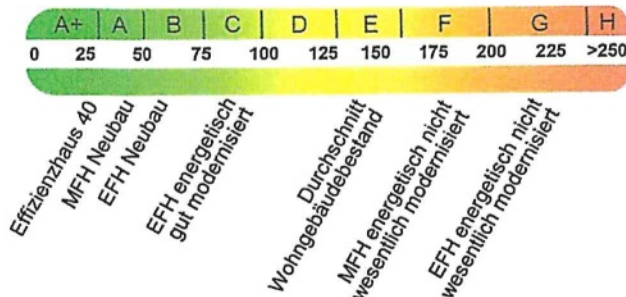 A+ A B C D E F G H
0 25 50 75 100 125 150 175 200 225 >250
Effizienzhaus 40
MFH Neubau
EFH Neubau
EFH energetisch
gut modernisiert
Durchschnitt
Wohngebäudebestand
MFH energetisch nicht
wesentlich modernisiert
EFH energetisch nicht
wesentlich modernisiert